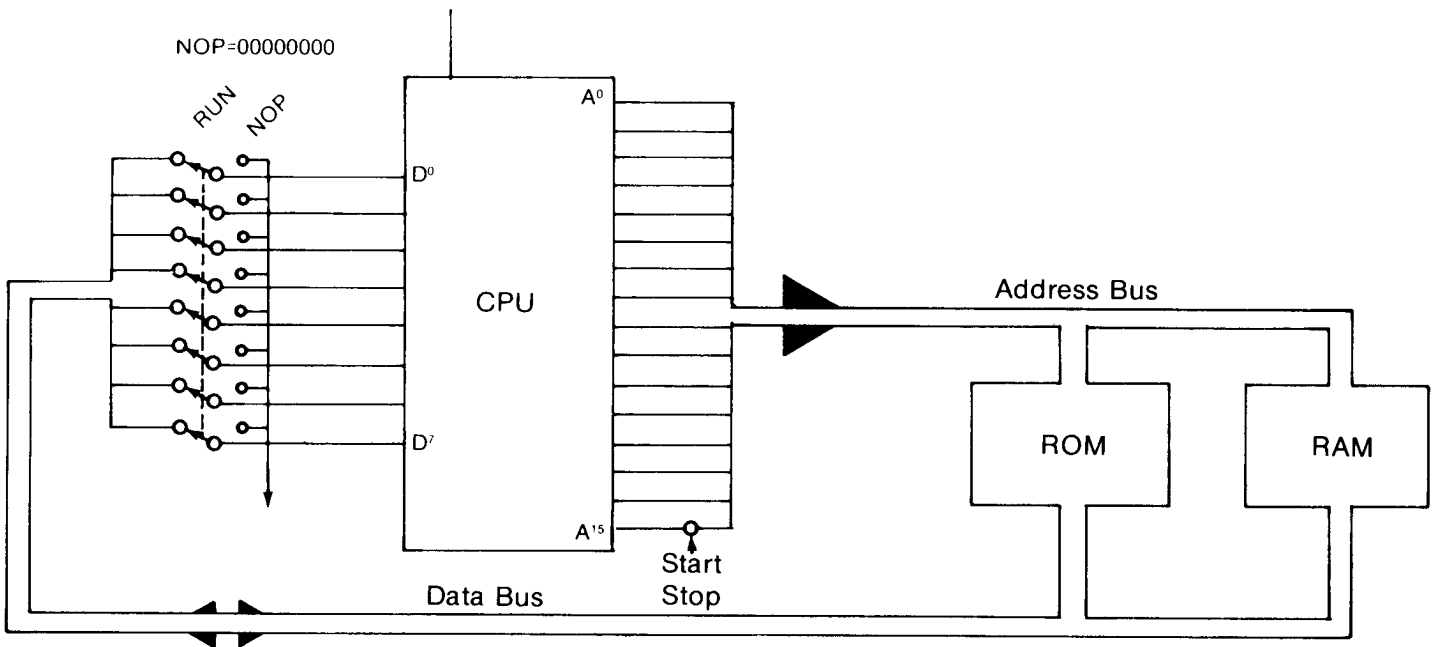 NOP=00000000
RUN
NOP
A⁰
D⁰
CPU
Address Bus
D⁷
ROM
RAM
A¹⁵
Start
Stop
Data Bus